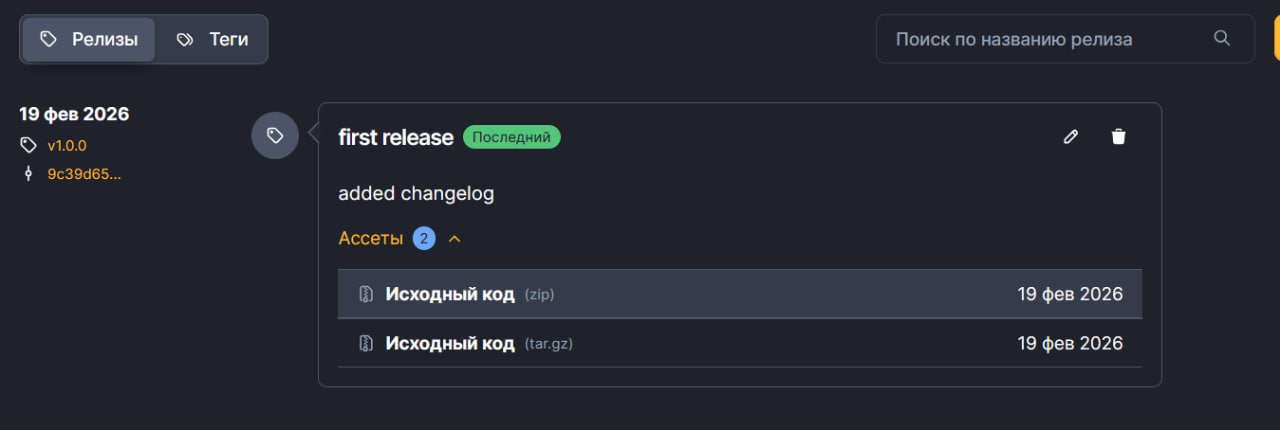 Релизы Теги Поиск по названию релиза
19 фев 2026
v1.0.0
9c39d65...
first release Последний
added changelog
Ассеты 2
Исходный код (zip) 19 фев 2026
Исходный код (tar.gz) 19 фев 2026